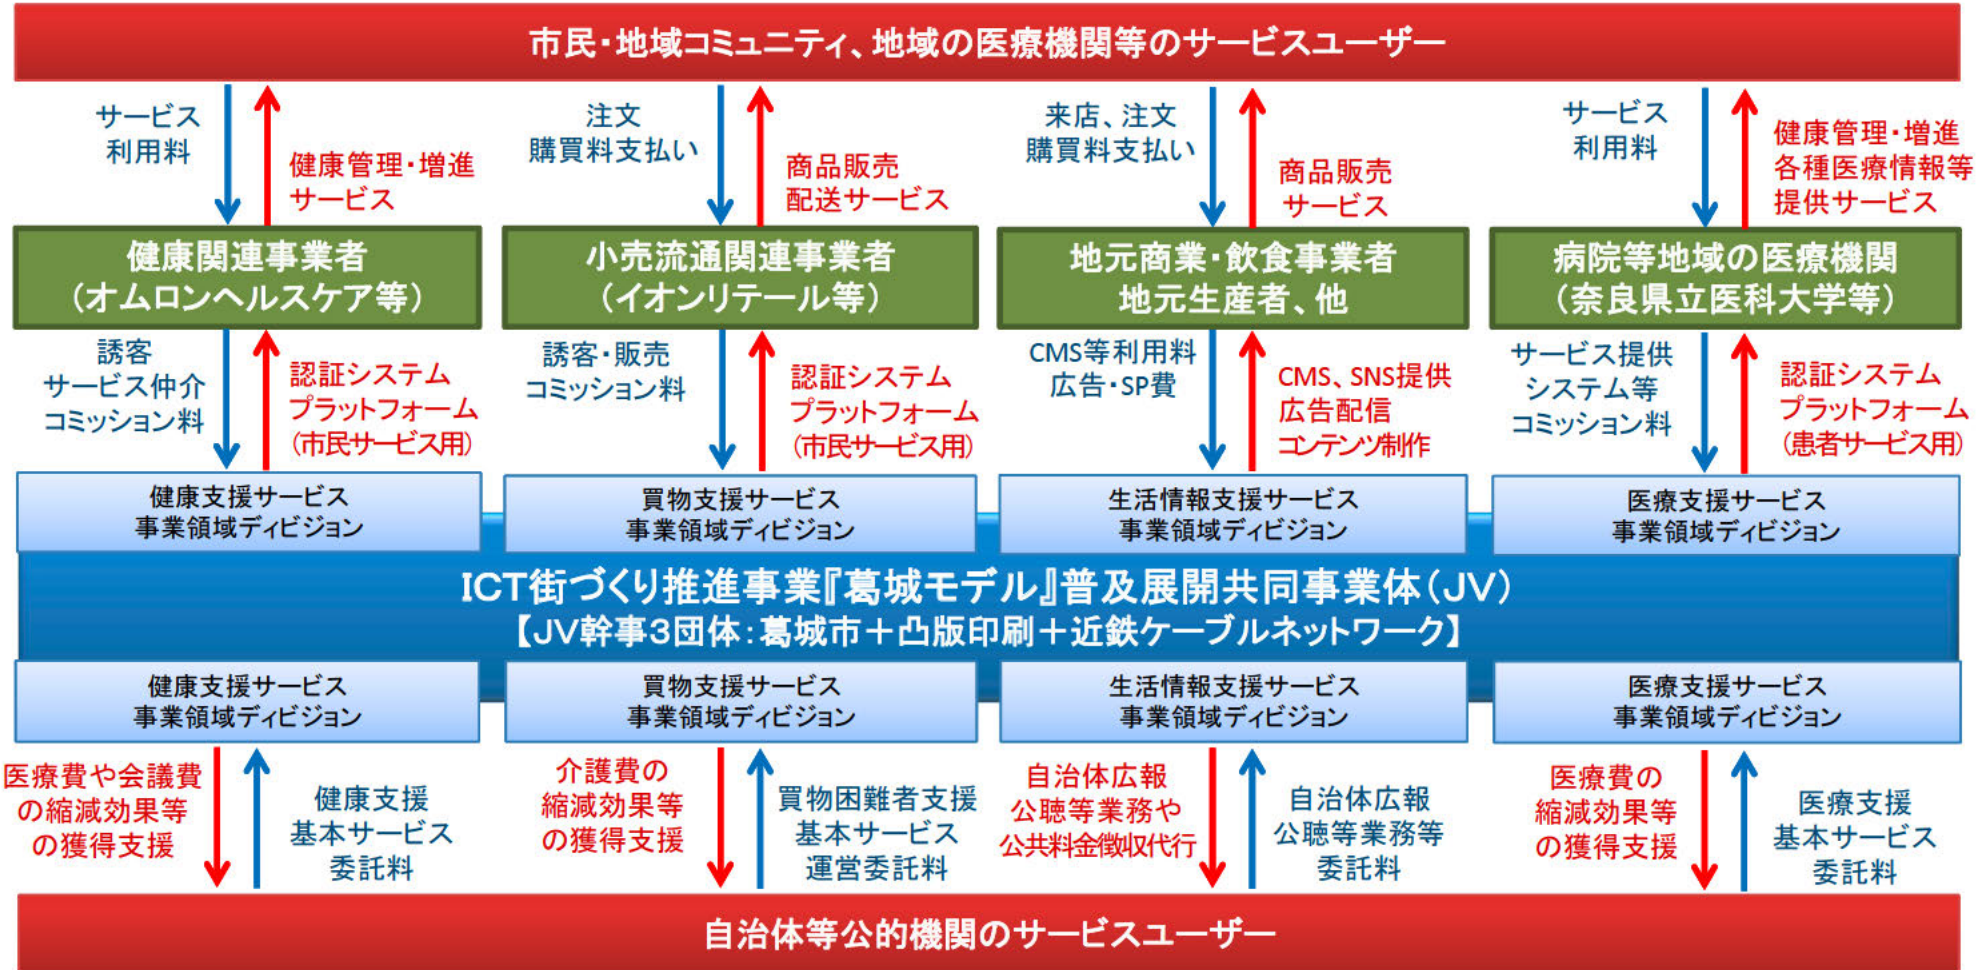 市民・地域コミュニティ、地域の医療機関等のサービスユーザー
サービス
利用料
健康管理・増進
サービス
注文
購買料支払い
商品販売
配送サービス
来店、注文
購買料支払い
商品販売
サービス
サービス
利用料
健康管理・増進
各種医療情報等
提供サービス
健康関連事業者
（オムロンヘルスケア等）
小売流通関連事業者
（イオンリテール等）
地元商業・飲食事業者
地元生産者、他
病院等地域の医療機関
（奈良県立医科大学等）
誘客
サービス仲介
コミッション料
認証システム
プラットフォーム
（市民サービス用）
誘客・販売
コミッション料
認証システム
プラットフォーム
（市民サービス用）
CMS等利用料
広告・SP費
CMS、SNS提供
広告配信
コンテンツ制作
サービス提供
システム等
コミッション料
認証システム
プラットフォーム
（患者サービス用）
健康支援サービス
事業領域ディビジョン
買物支援サービス
事業領域ディビジョン
生活情報支援サービス
事業領域ディビジョン
医療支援サービス
事業領域ディビジョン
ICT街づくり推進事業『葛城モデル』普及展開共同事業体（JV）
【JV幹事3団体：葛城市＋凸版印刷＋近鉄ケーブルネットワーク】
健康支援サービス
事業領域ディビジョン
買物支援サービス
事業領域ディビジョン
生活情報支援サービス
事業領域ディビジョン
医療支援サービス
事業領域ディビジョン
医療費や会議費
の縮減効果等
の獲得支援
健康支援
基本サービス
委託料
介護費の
縮減効果等
の獲得支援
買物困難者支援
基本サービス
運営委託料
自治体広報
公聴等業務や
公共料金徴収代行
自治体広報
公聴等業務等
委託料
医療費の
縮減効果等
の獲得支援
医療支援
基本サービス
委託料
自治体等公的機関のサービスユーザー